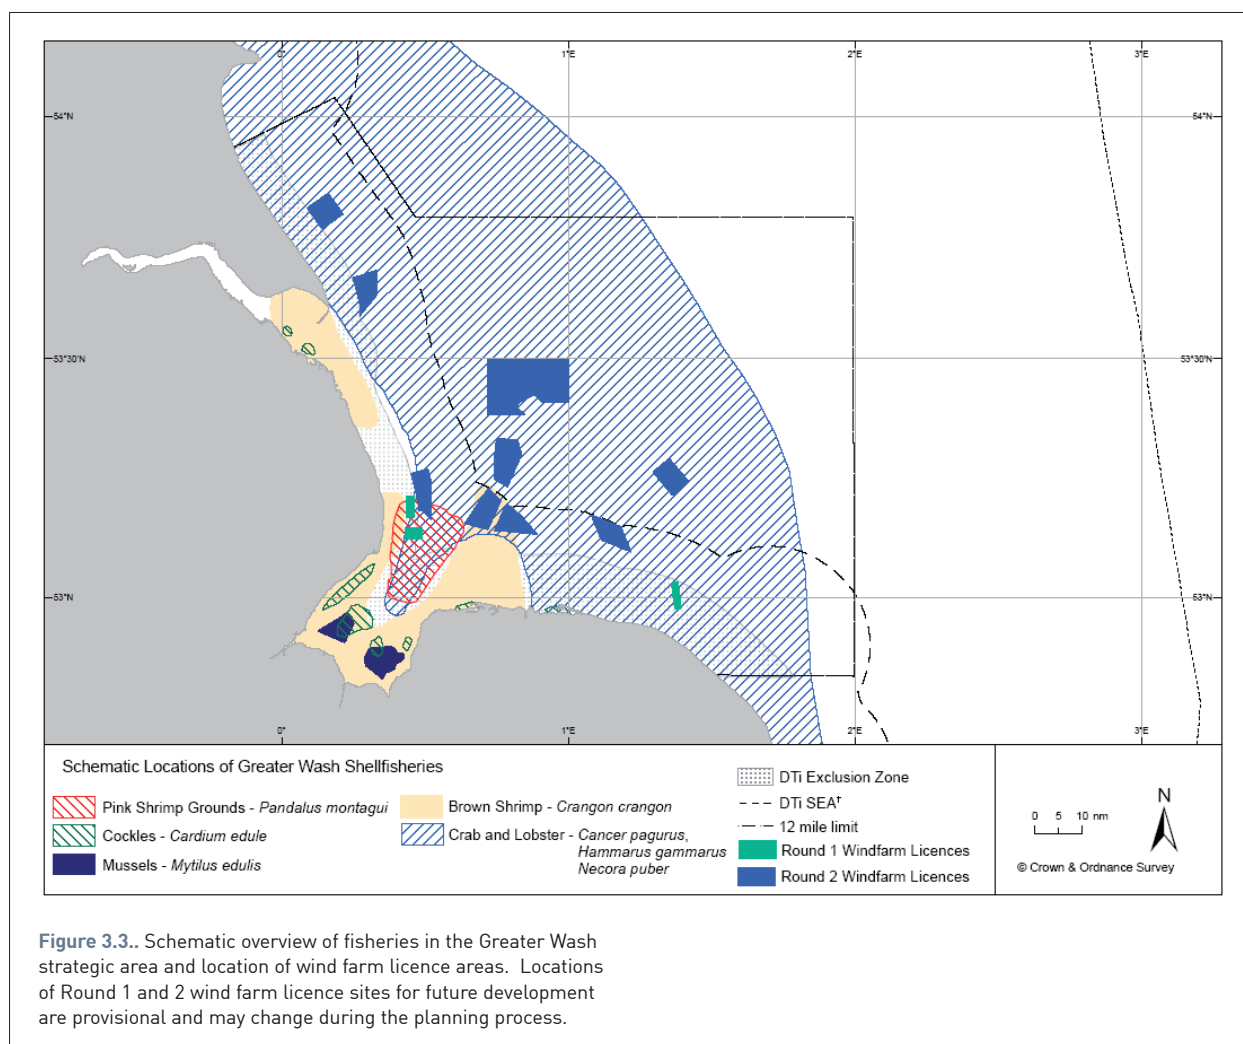 0° 1°E 2°E 3°E
54°N 54°N
53°30'N 53°30'N
53°N 53°N
0° 1°E 2°E 3°E
Schematic Locations of Greater Wash Shellfisheries
Pink Shrimp Grounds - Pandalus montagui
Cockles - Cardium edule
Mussels - Mytilus edulis
Brown Shrimp - Crangon crangon
Crab and Lobster - Cancer pagurus,
Hammarus gammarus
Necora puber
DTi Exclusion Zone
DTi SEA†
12 mile limit
Round 1 Windfarm Licences
Round 2 Windfarm Licences
0 5 10 nm
N
© Crown & Ordnance Survey
Figure 3.3.. Schematic overview of fisheries in the Greater Wash
strategic area and location of wind farm licence areas. Locations
of Round 1 and 2 wind farm licence sites for future development
are provisional and may change during the planning process.